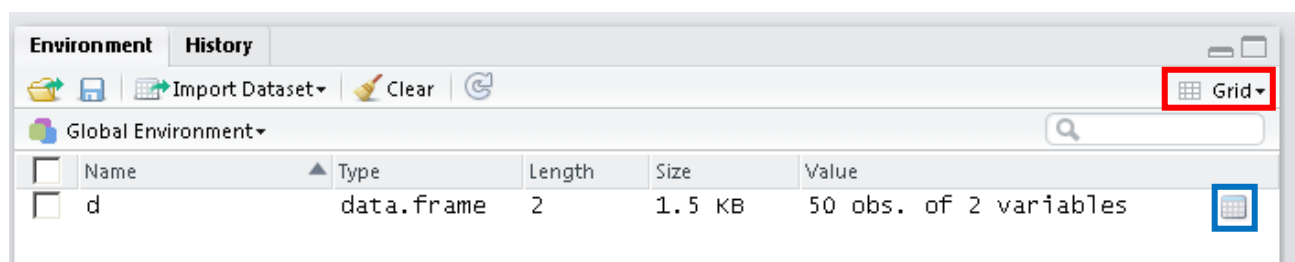 Environment History
Import Dataset Clear Grid
Global Environment
Name Type Length Size Value
d data.frame 2 1.5 KB 50 obs. of 2 variables